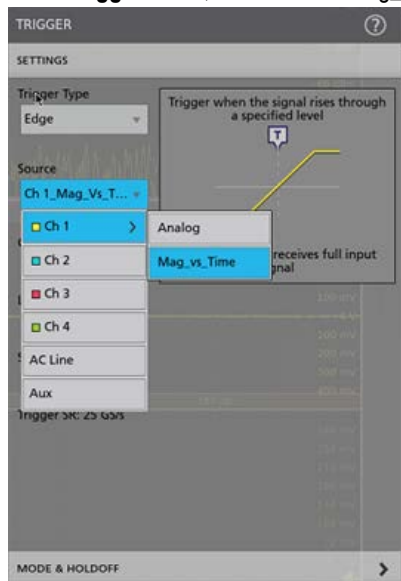 TRIGGER
?
SETTINGS
Trigger Type
Edge
Trigger when the signal rises through
a specified level
T
Source
Ch 1_Mag_Vs_T...
Ch 1 >
Analog
Ch 2
Mag_vs_Time
receives full input
Ch 3
Ch 4
AC Line
Aux
Trigger SR: 25 GS/s
MODE & HOLDOFF >